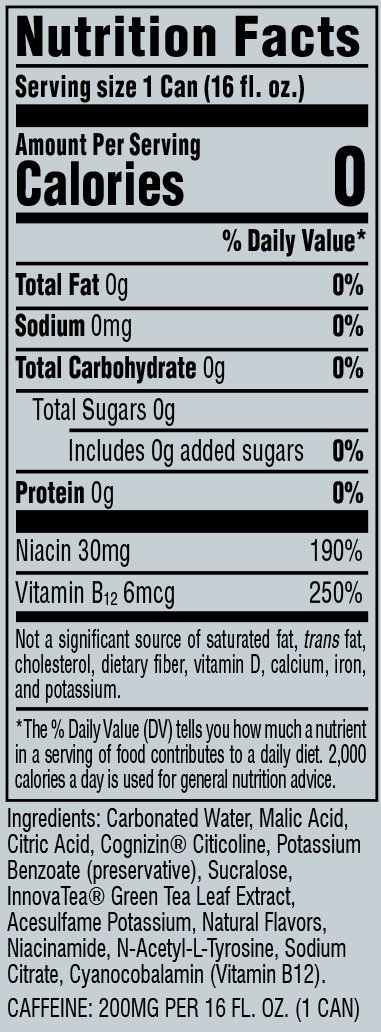 Nutrition Facts
Serving size 1 Can (16 fl. oz.)
Amount Per Serving
Calories 0
% Daily Value*
Total Fat 0g 0%
Sodium 0mg 0%
Total Carbohydrate 0g 0%
Total Sugars 0g
Includes 0g added sugars 0%
Protein 0g 0%
Niacin 30mg 190%
Vitamin B12 6mcg 250%
Not a significant source of saturated fat, trans fat,
cholesterol, dietary fiber, vitamin D, calcium, iron,
and potassium.
*The % Daily Value (DV) tells you how much a nutrient
in a serving of food contributes to a daily diet. 2,000
calories a day is used for general nutrition advice.
Ingredients: Carbonated Water, Malic Acid,
Citric Acid, Cognizin® Citicoline, Potassium
Benzoate (preservative), Sucralose,
InnovaTea® Green Tea Leaf Extract,
Acesulfame Potassium, Natural Flavors,
Niacinamide, N-Acetyl-L-Tyrosine, Sodium
Citrate, Cyanocobalamin (Vitamin B12).
CAFFEINE: 200MG PER 16 FL. OZ. (1 CAN)